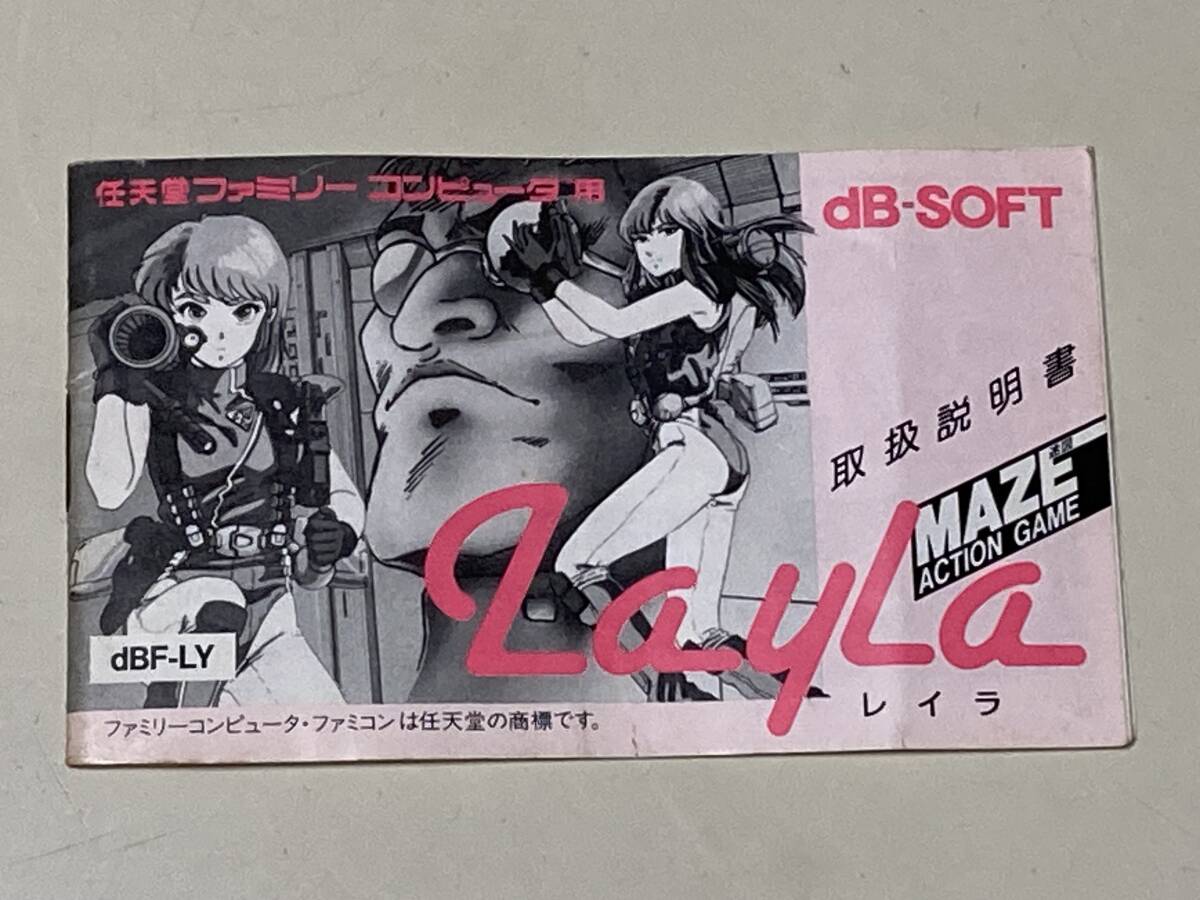 任天堂ファミリー コンピュータ用
dB-SOFT
取扱説明書
迷図
MAZE
ACTION GAME
Layla
レイラ
dBF-LY
ファミリーコンピュータ・ファミコンは任天堂の商標です。